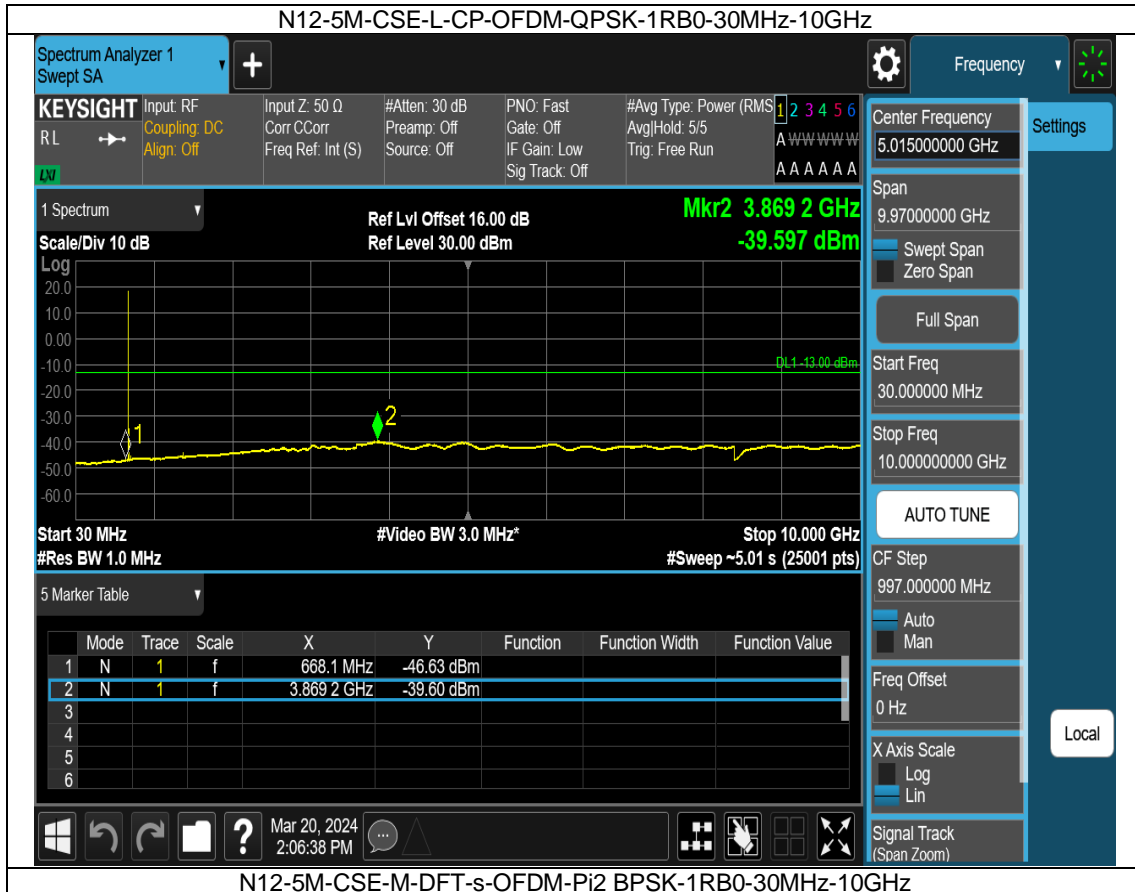 N12-5M-CSE-L-CP-OFDM-QPSK-1RB0-30MHz-10GHz
Spectrum Analyzer 1
Swept SA
Frequency
KEYSIGHT
RL
LXI
Input: RF
Coupling: DC
Align: Off
Input Z: 50 Ω
Corr CCorr
Freq Ref: Int (S)
#Atten: 30 dB
Preamp: Off
Source: Off
PNO: Fast
Gate: Off
IF Gain: Low
Sig Track: Off
#Avg Type: Power (RMS
Avg|Hold: 5/5
Trig: Free Run
1 2 3 4 5 6
A W W W W W
A A A A A A
1 Spectrum
Ref Lvl Offset 16.00 dB
Mkr2 3.869 2 GHz
Scale/Div 10 dB
Ref Level 30.00 dBm
-39.597 dBm
Log
20.0
10.0
0.00
-10.0
-20.0
-30.0
-40.0
-50.0
-60.0
DL1 -13.00 dBm
1
2
Start 30 MHz
#Video BW 3.0 MHz*
Stop 10.000 GHz
#Res BW 1.0 MHz
#Sweep ~5.01 s (25001 pts)
5 Marker Table
Mode Trace Scale X Y Function Function Width Function Value
1 N 1 f 668.1 MHz -46.63 dBm
2 N 1 f 3.869 2 GHz -39.60 dBm
3
4
5
6
Mar 20, 2024
2:06:38 PM
Center Frequency
5.015000000 GHz
Settings
Span
9.97000000 GHz
Swept Span
Zero Span
Full Span
Start Freq
30.000000 MHz
Stop Freq
10.000000000 GHz
AUTO TUNE
CF Step
997.000000 MHz
Auto
Man
Freq Offset
0 Hz
X Axis Scale
Log
Lin
Local
Signal Track
(Span Zoom)
N12-5M-CSE-M-DFT-s-OFDM-Pi2 BPSK-1RB0-30MHz-10GHz